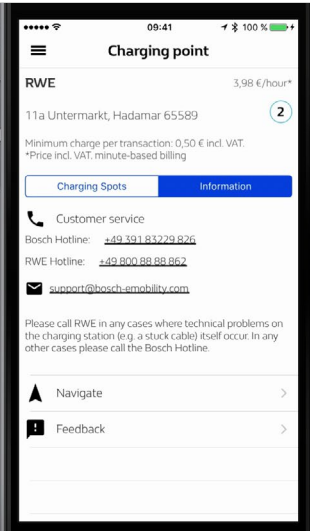 09:41
100 %
Charging point
RWE
3,98 €/hour*
11a Untermarkt, Hadamar 65589
2
Minimum charge per transaction: 0,50 € incl. VAT.
*Price incl. VAT. minute-based billing
Charging Spots
Information
Customer service
Bosch Hotline: +49 391 83229 826
RWE Hotline: +49 800 88 88 862
support@bosch-emobility.com
Please call RWE in any cases where technical problems on
the charging station (e.g. a stuck cable) itself occur. In any
other cases please call the Bosch Hotline.
Navigate
Feedback